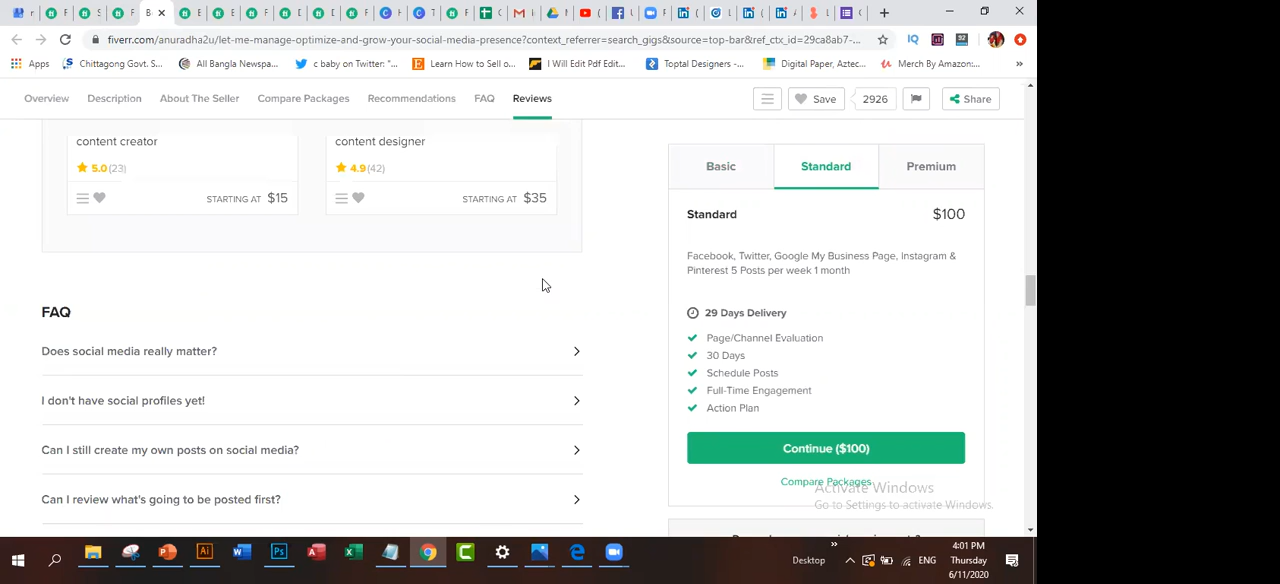 fiverr.com/anuradha2u/let-me-manage-optimize-and-grow-your-social-media-presence?context_referrer=search_gigs&source=top-bar&ref_ctx_id=29ca8ab7-...
Apps
Chittagong Govt. S...
All Bangla Newspa...
c baby on Twitter: "...
Learn How to Sell o...
I Will Edit Pdf Edit...
Toptal Designers -...
Digital Paper, Aztec...
Merch By Amazon:...
»
Overview
Description
About The Seller
Compare Packages
Recommendations
FAQ
Reviews
Save
2926
Share
content creator
5.0 (23)
STARTING AT $15
content designer
4.9 (42)
STARTING AT $35
FAQ
Does social media really matter?
I don't have social profiles yet!
Can I still create my own posts on social media?
Can I review what's going to be posted first?
Basic
Standard
Premium
Standard
$100
Facebook, Twitter, Google My Business Page, Instagram &
Pinterest 5 Posts per week 1 month
29 Days Delivery
Page/Channel Evaluation
30 Days
Schedule Posts
Full-Time Engagement
Action Plan
Continue ($100)
Compare Packages
Activate Windows
Go to Settings to activate Windows.
Desktop
»
ENG
4:01 PM
Thursday
6/11/2020